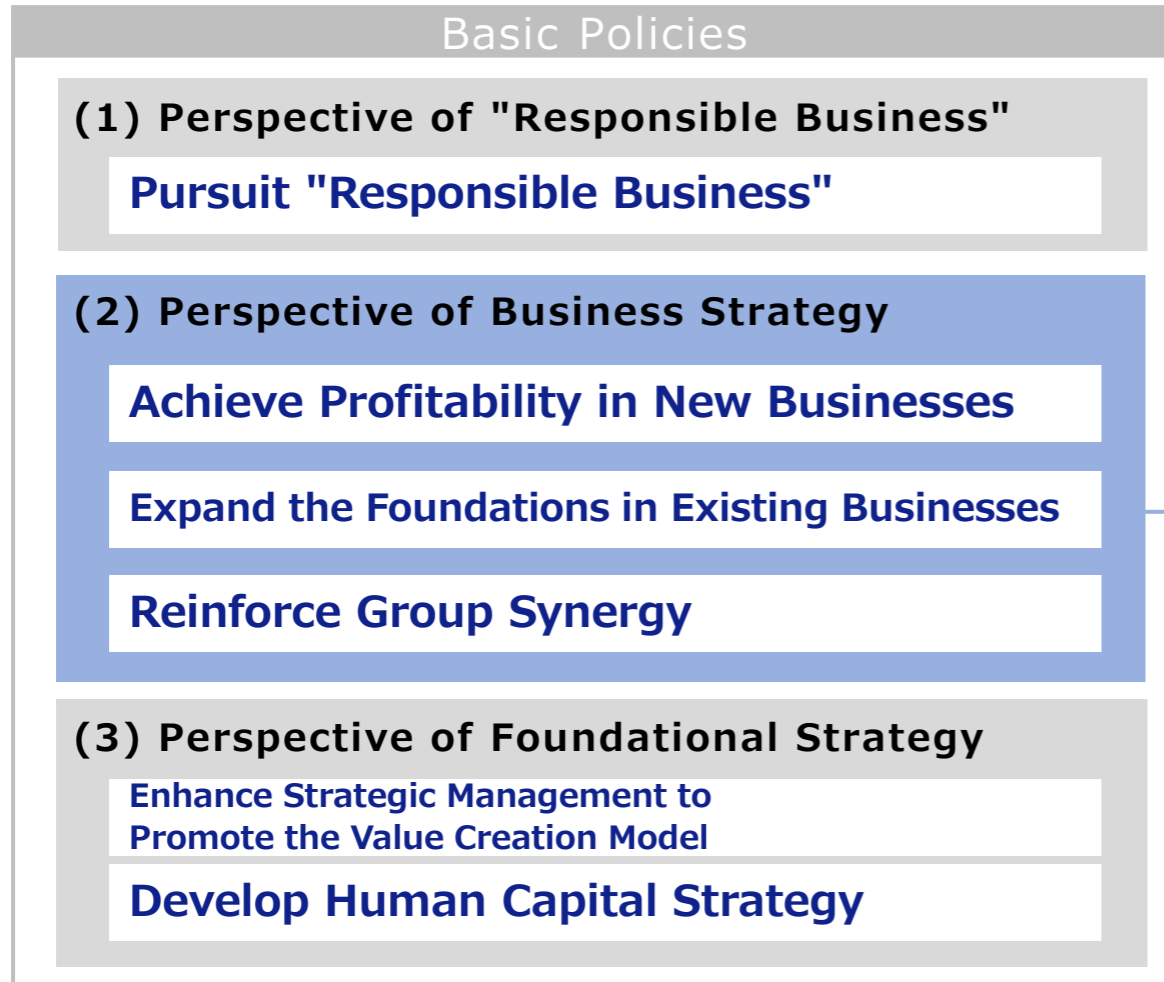 Basic Policies
(1) Perspective of "Responsible Business"
Pursuit "Responsible Business"
(2) Perspective of Business Strategy
Achieve Profitability in New Businesses
Expand the Foundations in Existing Businesses
Reinforce Group Synergy
(3) Perspective of Foundational Strategy
Enhance Strategic Management to
Promote the Value Creation Model
Develop Human Capital Strategy